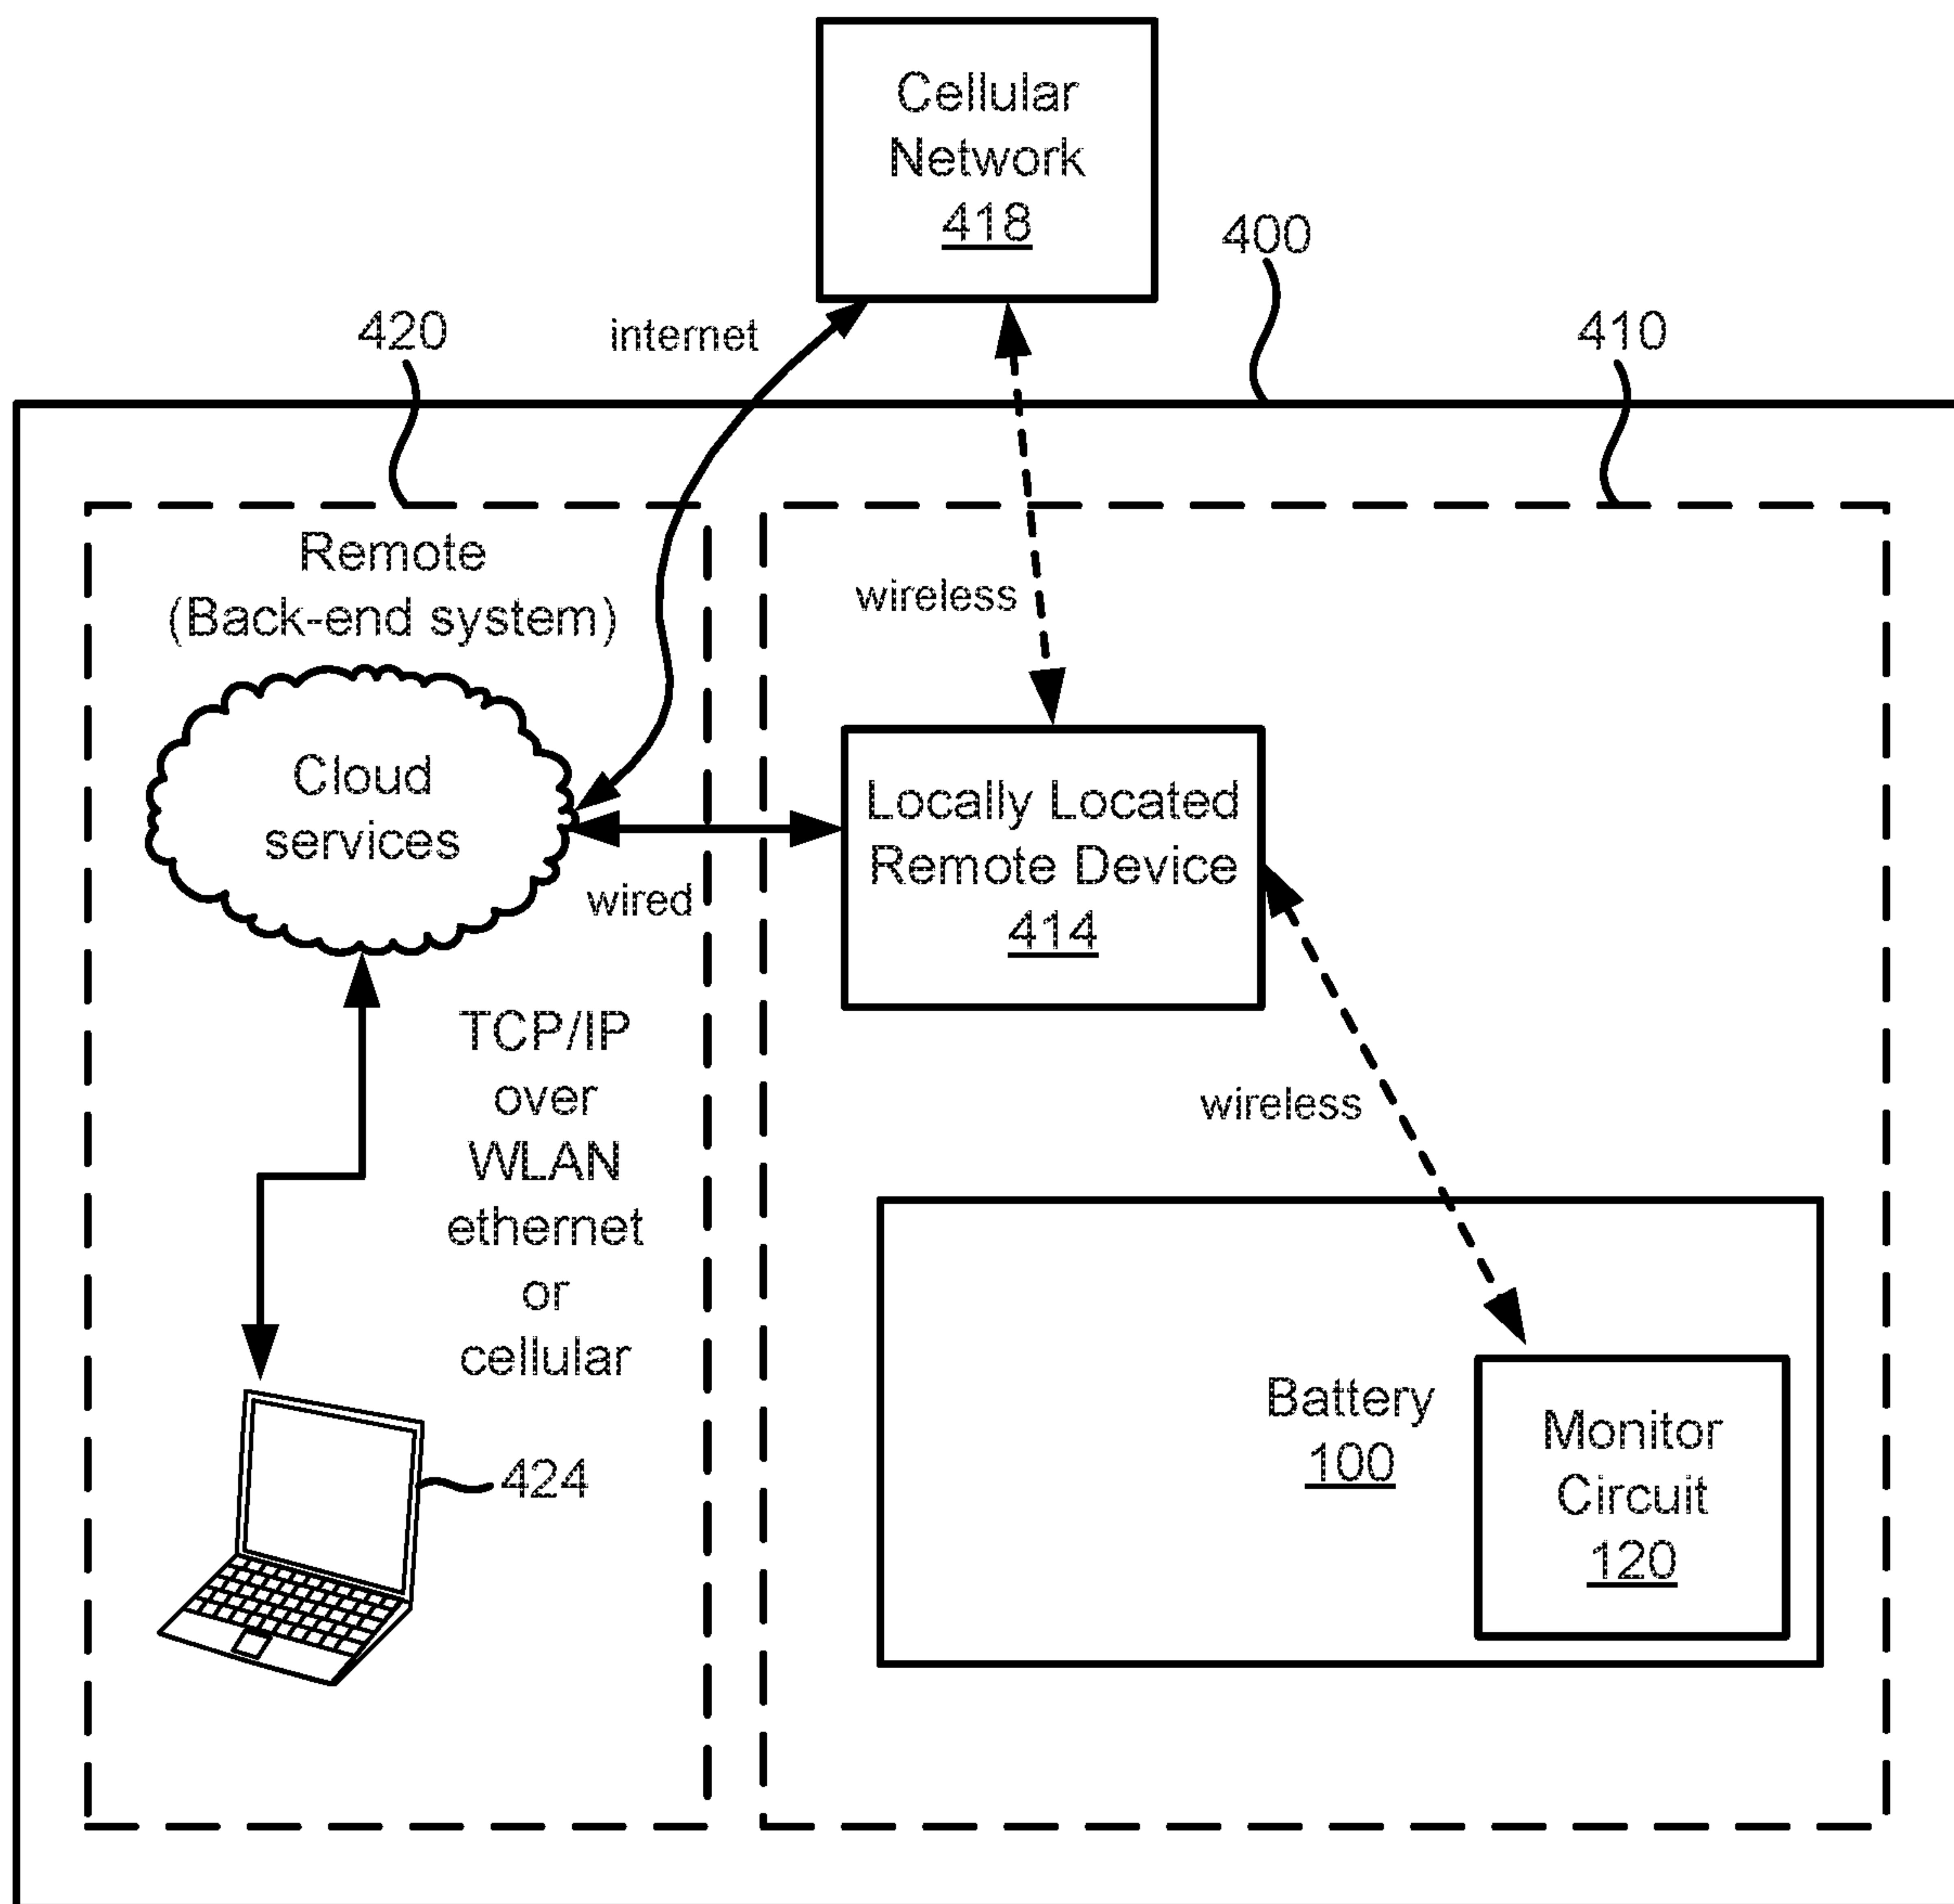 Cellular
Network
418
400
420
internet
410
Remote
(Back-end system)
wireless
Cloud
services
Locally Located
Remote Device
414
wired
TCP/IP
over
WLAN
ethernet
or
cellular
wireless
Battery
100
Monitor
Circuit
120
424